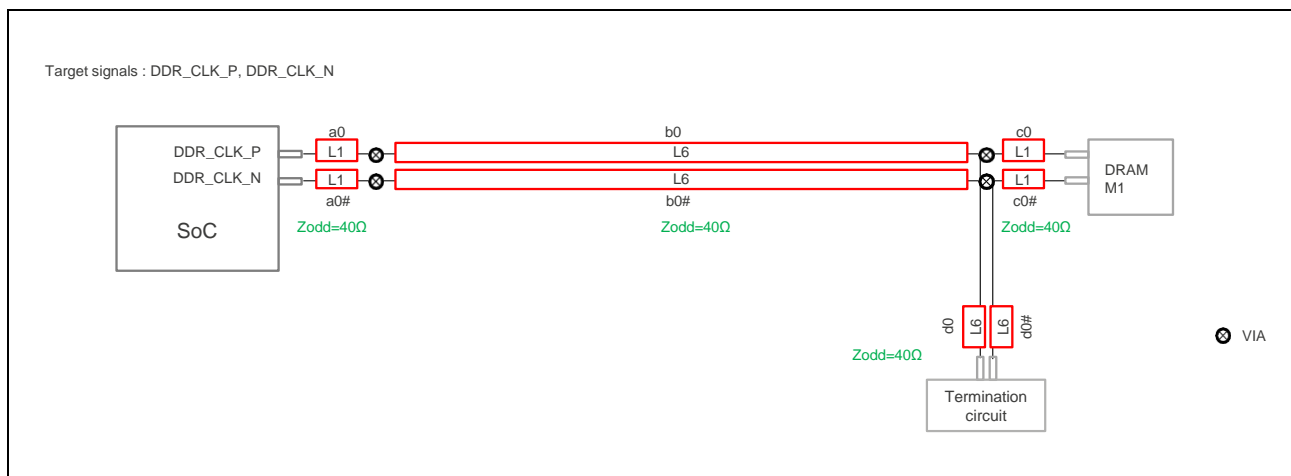 Target signals : DDR_CLK_P, DDR_CLK_N
a0
b0
c0
DDR_CLK_P
L1
L6
L1
DRAM
M1
DDR_CLK_N
L1
L6
L1
a0#
b0#
c0#
SoC
Zodd=40Ω
Zodd=40Ω
Zodd=40Ω
d0
L6
L6
d0#
VIA
Zodd=40Ω
Termination
circuit